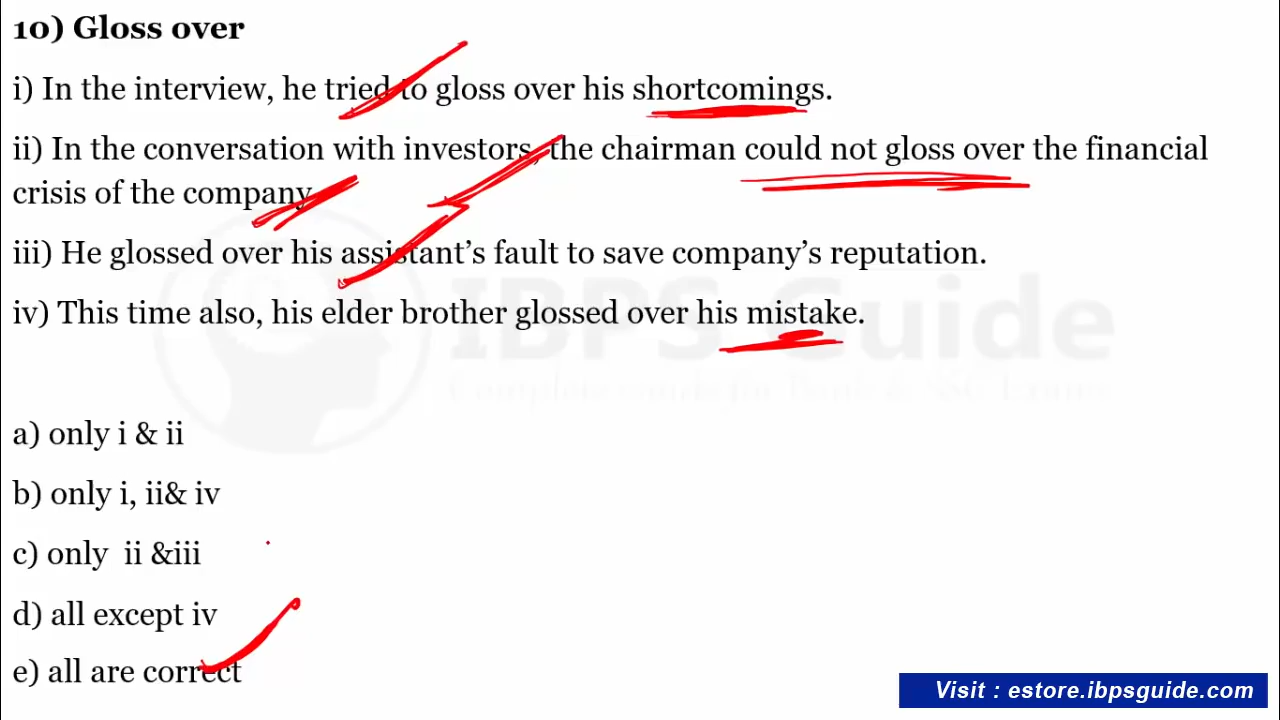 10) Gloss over
i) In the interview, he tried to gloss over his shortcomings.
ii) In the conversation with investors, the chairman could not gloss over the financial
crisis of the company.
iii) He glossed over his assistant's fault to save company's reputation.
iv) This time also, his elder brother glossed over his mistake.
IBPS Guide
a) only i & ii
b) only i, ii& iv
c) only  ii &iii
d) all except iv
e) all are correct
Visit : estore.ibpsguide.com